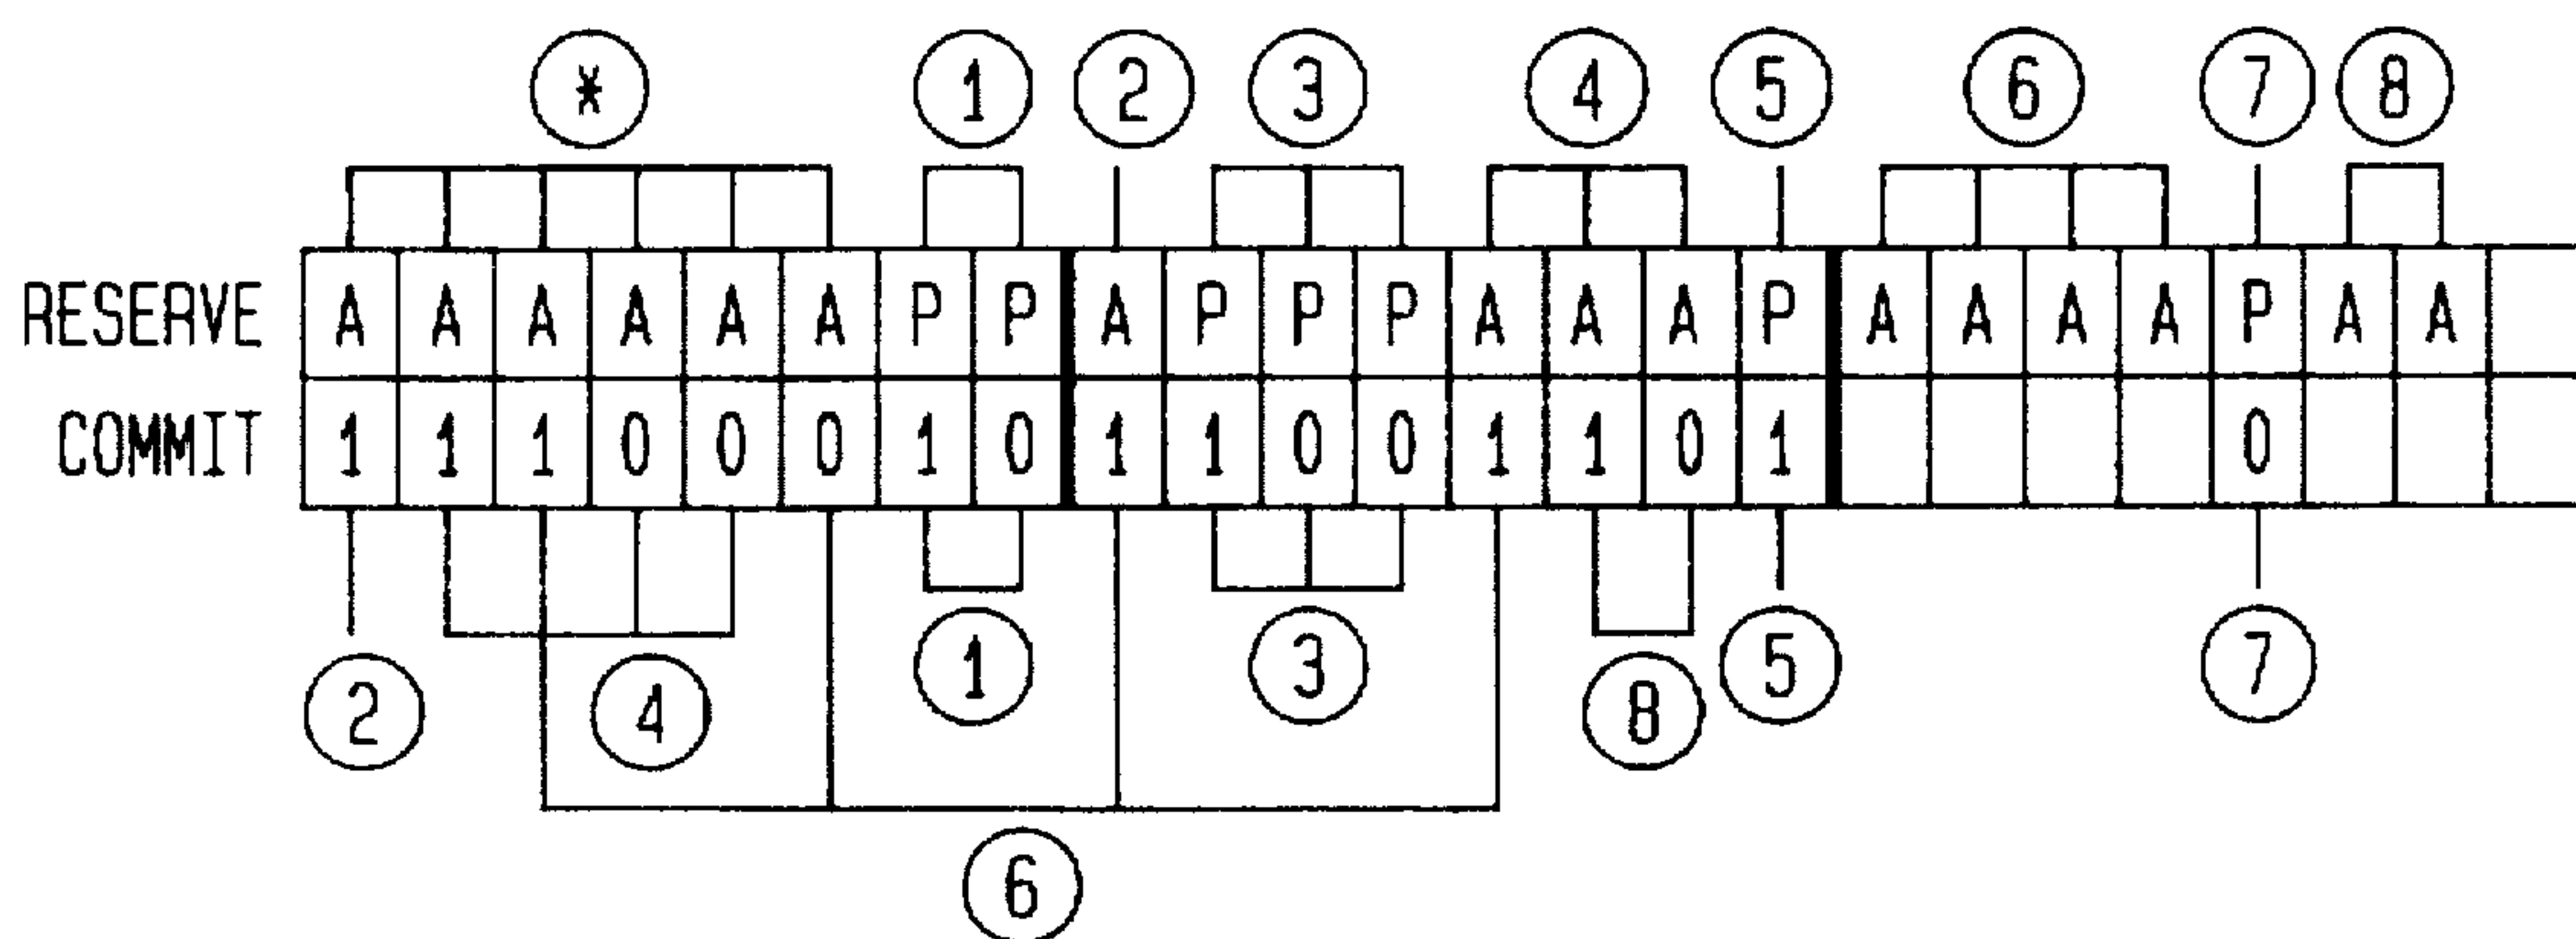 * 1 2 3 4 5 6 7 8
RESERVE A A A A A A P P A P P P A A A P A A A A P A A
COMMIT 1 1 1 0 0 0 1 0 1 1 0 0 1 1 0 1 0
1 3 5 7
2 4 8
6